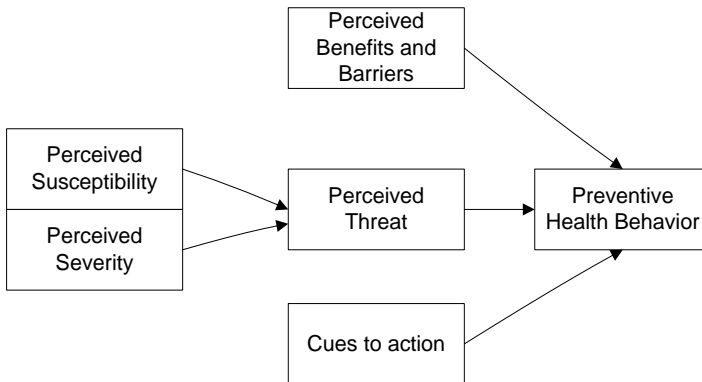 Perceived
Benefits and
Barriers
Perceived
Susceptibility
Perceived
Severity
Perceived
Threat
Preventive
Health Behavior
Cues to action